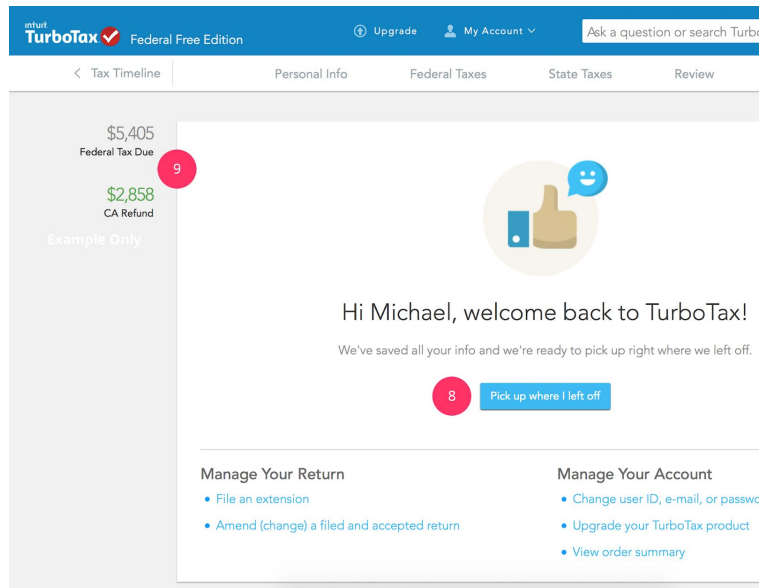 intuit
TurboTax Federal Free Edition
Upgrade
My Account
Ask a question or search Turbo
< Tax Timeline
Personal Info
Federal Taxes
State Taxes
Review
$5,405
Federal Tax Due
9
$2,858
CA Refund
Example Only
Hi Michael, welcome back to TurboTax!
We've saved all your info and we're ready to pick up right where we left off.
8
Pick up where I left off
Manage Your Return
• File an extension
• Amend (change) a filed and accepted return
Manage Your Account
• Change user ID, e-mail, or passwo
• Upgrade your TurboTax product
• View order summary